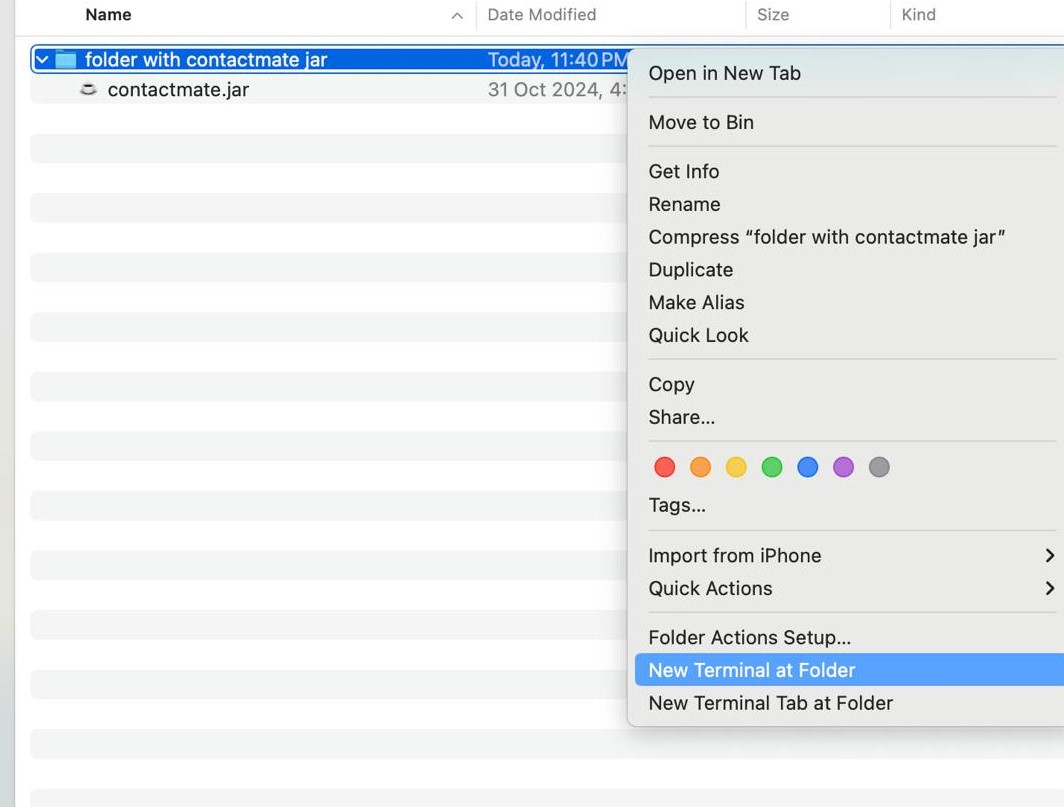 Name Date Modified Size Kind
folder with contactmate jar Today, 11:40 PM
contactmate.jar 31 Oct 2024, 4:
Open in New Tab
Move to Bin
Get Info
Rename
Compress “folder with contactmate jar”
Duplicate
Make Alias
Quick Look
Copy
Share...
Tags...
Import from iPhone
Quick Actions
Folder Actions Setup...
New Terminal at Folder
New Terminal Tab at Folder